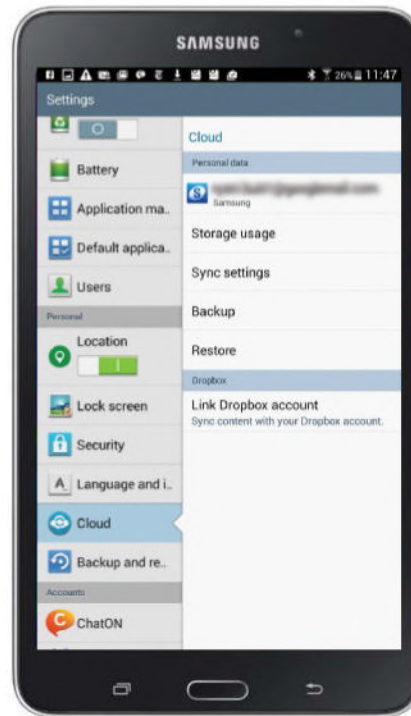 SAMSUNG
26% 11:47
Settings
Battery
Application ma..
Default applica..
Users
Personal
Location
Lock screen
Security
Language and i..
Cloud
Backup and re..
Accounts
ChatON
Cloud
Personal data
Samsung
Storage usage
Sync settings
Backup
Restore
Dropbox
Link Dropbox account
Sync content with your Dropbox account.